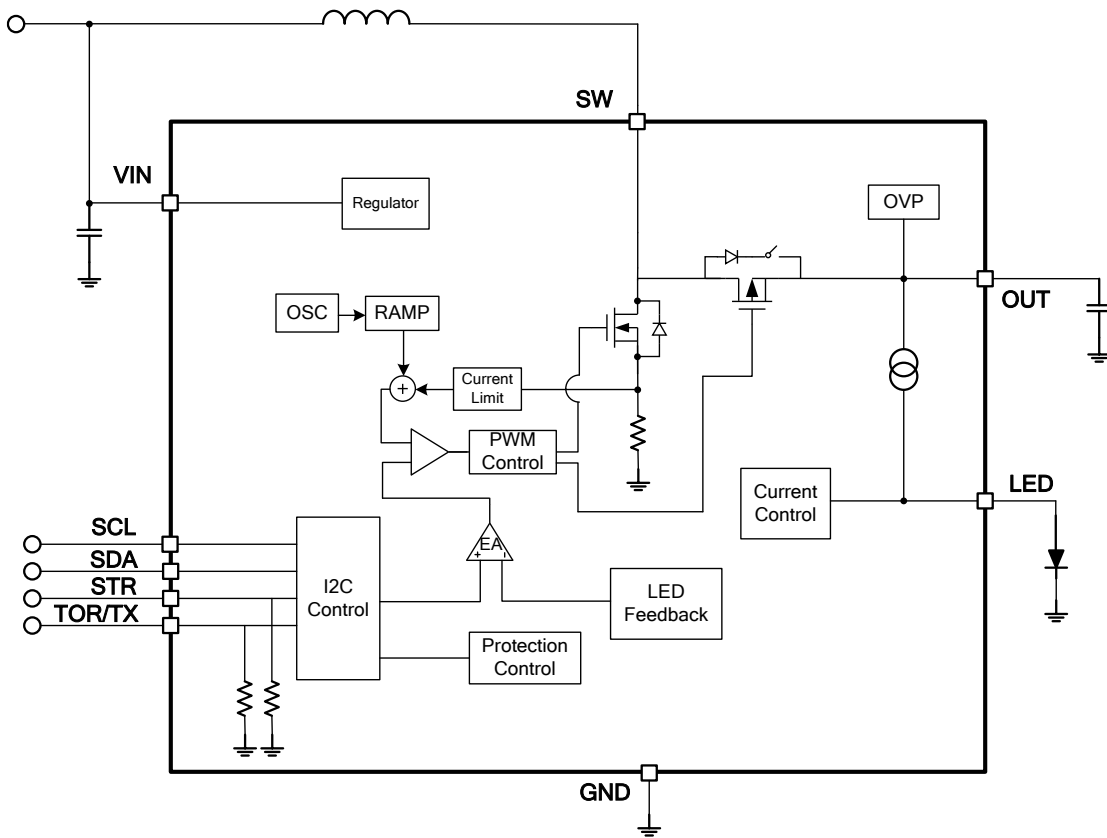 SW
VIN
Regulator
OVP
OUT
OSC
RAMP
+
Current
Limit
PWM
Control
Current
Control
LED
SCL
SDA
STR
TOR/TX
I2C
Control
EA
+
-
LED
Feedback
Protection
Control
GND